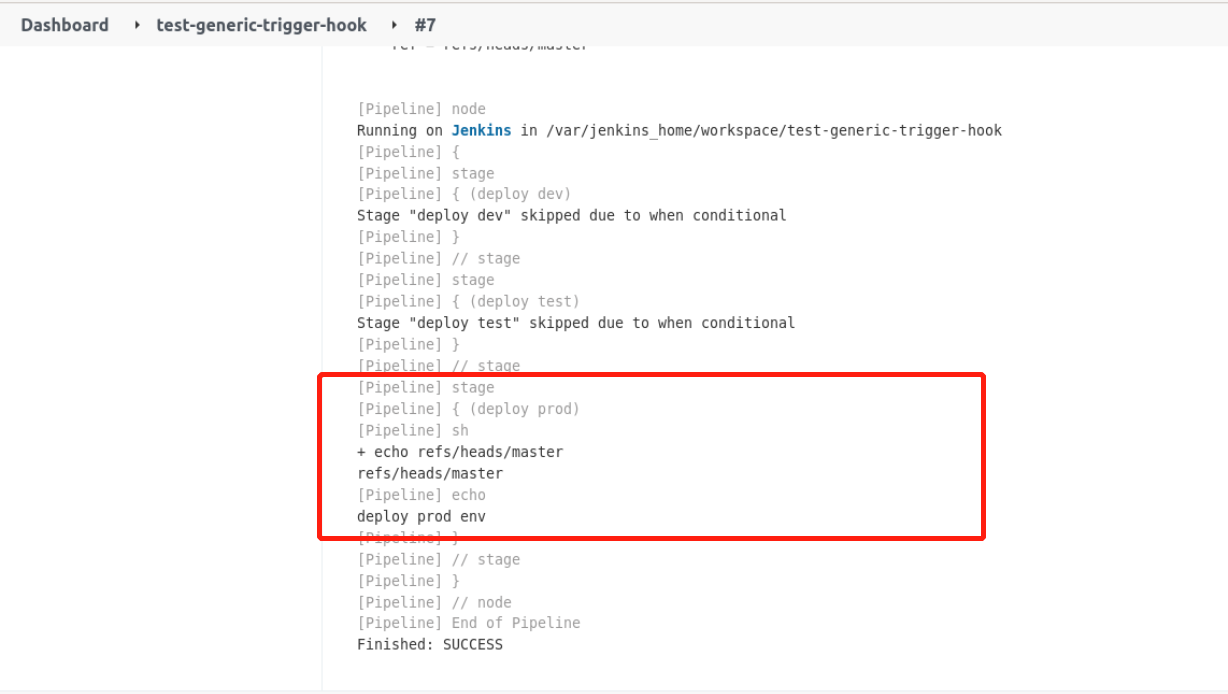 Dashboard ‣ test-generic-trigger-hook ‣ #7
ref = refs/heads/master
[Pipeline] node
Running on Jenkins in /var/jenkins_home/workspace/test-generic-trigger-hook
[Pipeline] {
[Pipeline] stage
[Pipeline] { (deploy dev)
Stage "deploy dev" skipped due to when conditional
[Pipeline] }
[Pipeline] // stage
[Pipeline] stage
[Pipeline] { (deploy test)
Stage "deploy test" skipped due to when conditional
[Pipeline] }
[Pipeline] // stage
[Pipeline] stage
[Pipeline] { (deploy prod)
[Pipeline] sh
+ echo refs/heads/master
refs/heads/master
[Pipeline] echo
deploy prod env
[Pipeline] }
[Pipeline] // stage
[Pipeline] }
[Pipeline] // node
[Pipeline] End of Pipeline
Finished: SUCCESS